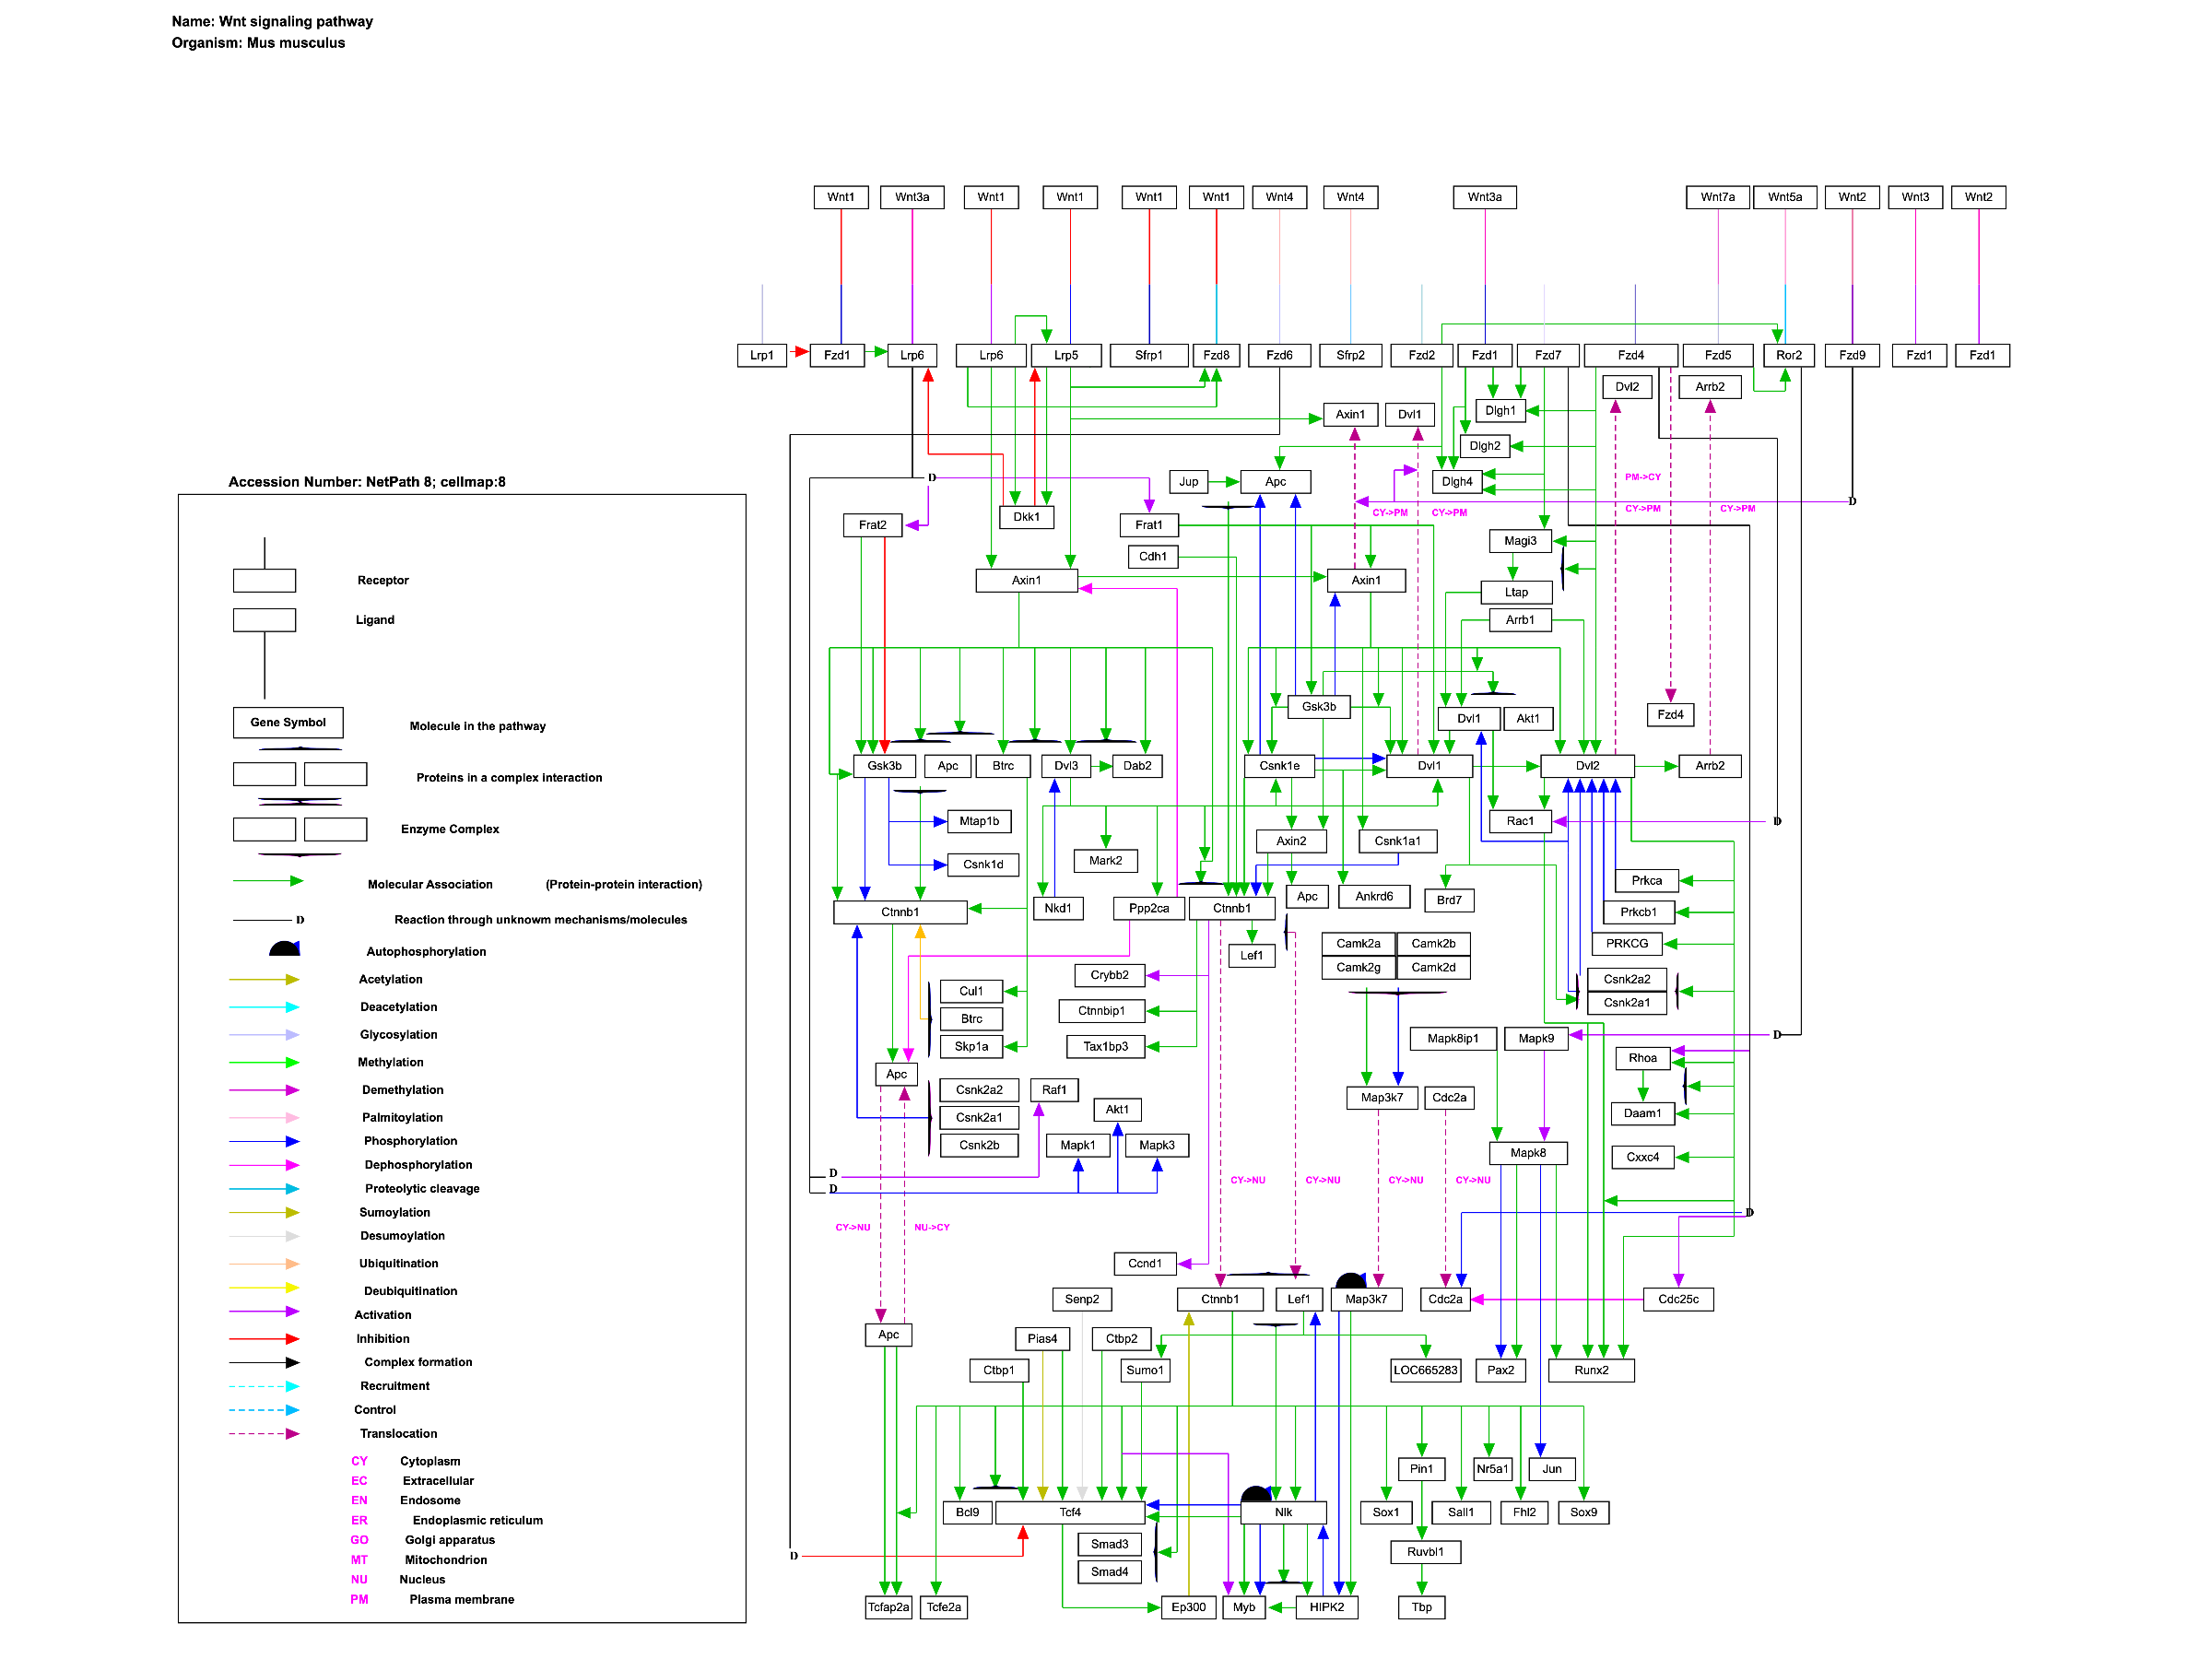 Name: Wnt signaling pathway
Organism: Mus musculus
Wnt1 Wnt3a Wnt1 Wnt1 Wnt1 Wnt1 Wnt4 Wnt4 Wnt3a Wnt7a Wnt5a Wnt2 Wnt3 Wnt2
Lrp1 Fzd1 Lrp6 Lrp6 Lrp5 Sfrp1 Fzd8 Fzd6 Sfrp2 Fzd2 Fzd1 Fzd7 Fzd4 Fzd5 Ror2 Fzd9 Fzd1 Fzd1
Dvl2 Arrb2
Axin1 Dvl1 Dlgh1
Dlgh2
D Jup Apc Dlgh4 PM->CY
Accession Number: NetPath 8; cellmap:8
D
CY->PM CY->PM CY->PM CY->PM
Frat2 Dkk1 Frat1
Magi3
Cdh1
Axin1 Axin1
Receptor
Ltap
Ligand
Arrb1
Gsk3b
Dvl1 Akt1 Fzd4
Gene Symbol Molecule in the pathway
Gsk3b Apc Btrc Dvl3 Dab2 Csnk1e Dvl1 Dvl2 Arrb2
Proteins in a complex interaction
Mtap1b Rac1 D
Enzyme Complex
Axin2 Csnk1a1
Mark2
Csnk1d
Prkca
Molecular Association (Protein-protein interaction)
Apc Ankrd6 Brd7
Ctnnb1 Nkd1 Ppp2ca Ctnnb1 Prkcb1
D Reaction through unknowm mechanisms/molecules
Camk2a Camk2b PRKCG
Autophosphorylation
Lef1
Camk2g Camk2d
Crybb2
Acetylation
Csnk2a2
Cul1
Csnk2a1
Deacetylation
Ctnnbip1
Btrc
Glycosylation
Mapk8ip1 Mapk9 D
Skp1a Tax1bp3
Methylation
Rhoa
Apc
Demethylation
Csnk2a2 Raf1
Map3k7 Cdc2a
Akt1
Palmitoylation
Csnk2a1 Daam1
Phosphorylation
Csnk2b Mapk1 Mapk3
Mapk8 Cxxc4
Dephosphorylation
D
CY->NU CY->NU CY->NU CY->NU
Proteolytic cleavage
D
Sumoylation
D
CY->NU NU->CY
Desumoylation
Ubiquitination
Ccnd1
Deubiquitination
Senp2 Ctnnb1 Lef1 Map3k7 Cdc2a Cdc25c
Activation
Inhibition
Apc Pias4 Ctbp2
Complex formation
Ctbp1 Sumo1 LOC665283 Pax2 Runx2
Recruitment
Control
Translocation
CY Cytoplasm
Pin1 Nr5a1 Jun
EC Extracellular
EN Endosome
Bcl9 Tcf4 Nlk Sox1 Sall1 Fhl2 Sox9
ER Endoplasmic reticulum
GO Golgi apparatus
Smad3
Ruvbl1
D
MT Mitochondrion
Smad4
NU Nucleus
PM Plasma membrane
Tcfap2a Tcfe2a Ep300 Myb HIPK2 Tbp